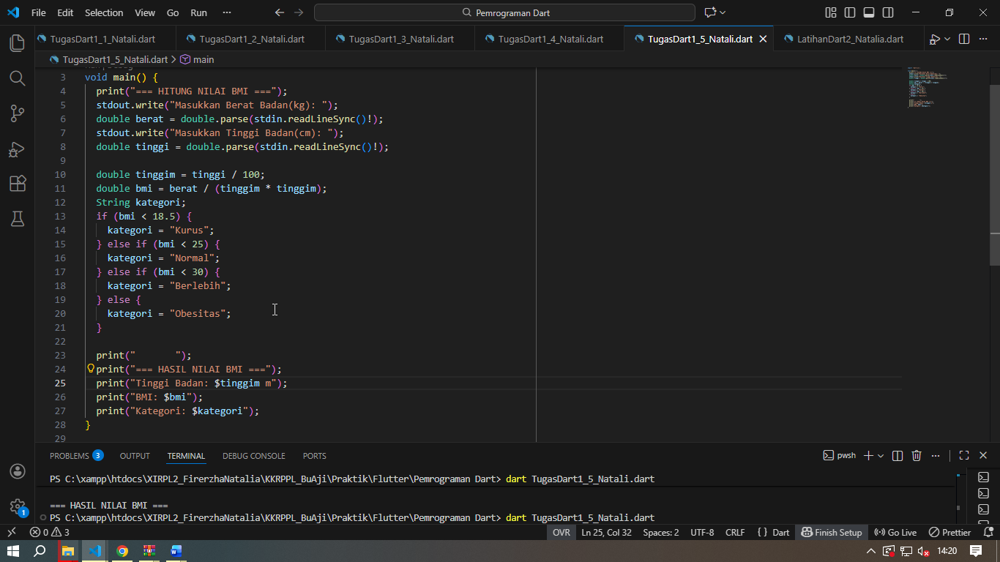 File Edit Selection View Go Run ··· Pemrograman Dart
TugasDart1_1_Natali.dart TugasDart1_2_Natali.dart TugasDart1_3_Natali.dart TugasDart1_4_Natali.dart TugasDart1_5_Natali.dart LatihanDart2_Natalia.dart
TugasDart1_5_Natali.dart > main
3 void main() {
4 print("=== HITUNG NILAI BMI ===");
5 stdout.write("Masukkan Berat Badan(kg): ");
6 double berat = double.parse(stdin.readLineSync()!);
7 stdout.write("Masukkan Tinggi Badan(cm): ");
8 double tinggi = double.parse(stdin.readLineSync()!);
9
10 double tinggim = tinggi / 100;
11 double bmi = berat / (tinggim * tinggim);
12 String kategori;
13 if (bmi < 18.5) {
14 kategori = "Kurus";
15 } else if (bmi < 25) {
16 kategori = "Normal";
17 } else if (bmi < 30) {
18 kategori = "Berlebih";
19 } else {
20 kategori = "Obesitas";
21 }
22
23 print("       ");
24 print("=== HASIL NILAI BMI ===");
25 print("Tinggi Badan: $tinggim m");
26 print("BMI: $bmi");
27 print("Kategori: $kategori");
28 }
29
PROBLEMS 3 OUTPUT TERMINAL DEBUG CONSOLE PORTS pwsh
PS C:\xampp\htdocs\XIRPL2_FirerzhaNatalia\KKRPPL_BuAji\Praktik\Flutter\Pemrograman Dart> dart TugasDart1_5_Natali.dart
=== HASIL NILAI BMI ===
PS C:\xampp\htdocs\XIRPL2_FirerzhaNatalia\KKRPPL_BuAji\Praktik\Flutter\Pemrograman Dart> dart TugasDart1_5_Natali.dart
1
0 3 OVR Ln 25, Col 32 Spaces: 2 UTF-8 CRLF {} Dart Finish Setup Go Live Prettier
14:20